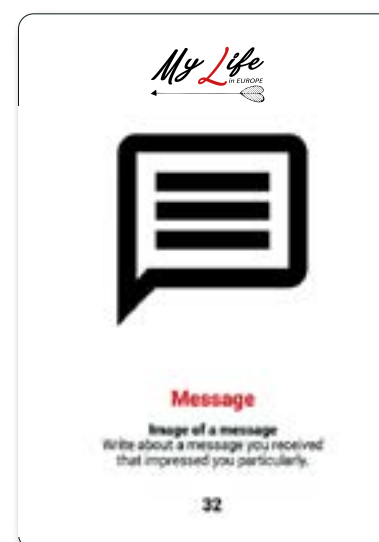 My Life
in EUROPE
Message
Image of a message
Write about a message you received
that impressed you particularly.
32